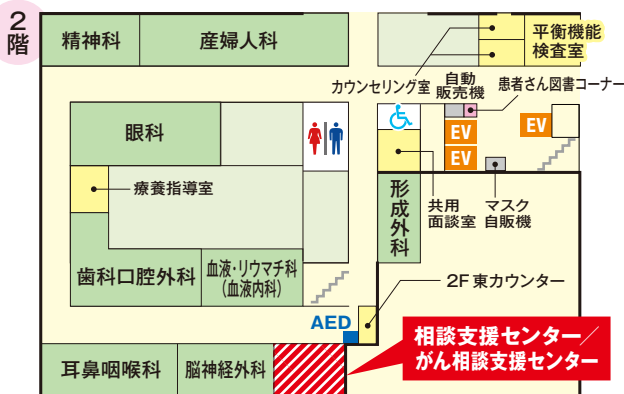 2
階
精神科
産婦人科
平衡機能
検査室
カウンセリング室
自動
販売機
患者さん図書コーナー
眼科
EV
EV
EV
療養指導室
形成外科
共用
面談室
マスク
自販機
歯科口腔外科
血液・リウマチ科
(血液内科)
2F 東カウンター
AED
相談支援センター/
がん相談支援センター
耳鼻咽喉科
脳神経外科